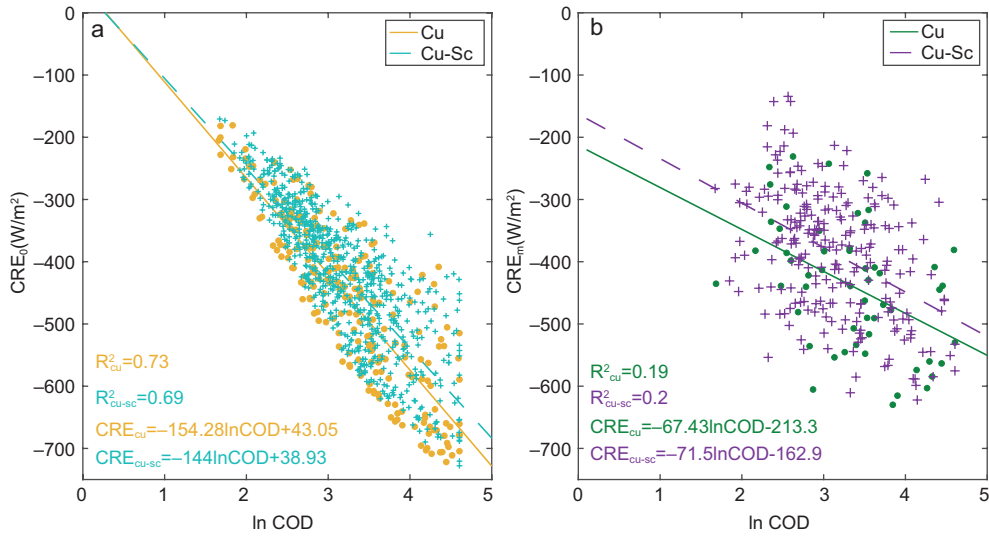 a
Cu
Cu-Sc
0
–100
–200
–300
–400
–500
–600
–700
CRE₀(W/m²)
R²cu=0.73
R²cu-sc=0.69
CREcu=–154.28lnCOD+43.05
CREcu-sc=–144lnCOD+38.93
0 1 2 3 4 5
ln COD
b
Cu
Cu-Sc
0
–100
–200
–300
–400
–500
–600
–700
CREm(W/m²)
R²cu=0.19
R²cu-sc=0.2
CREcu=–67.43lnCOD-213.3
CREcu-sc=–71.5lnCOD-162.9
0 1 2 3 4 5
ln COD